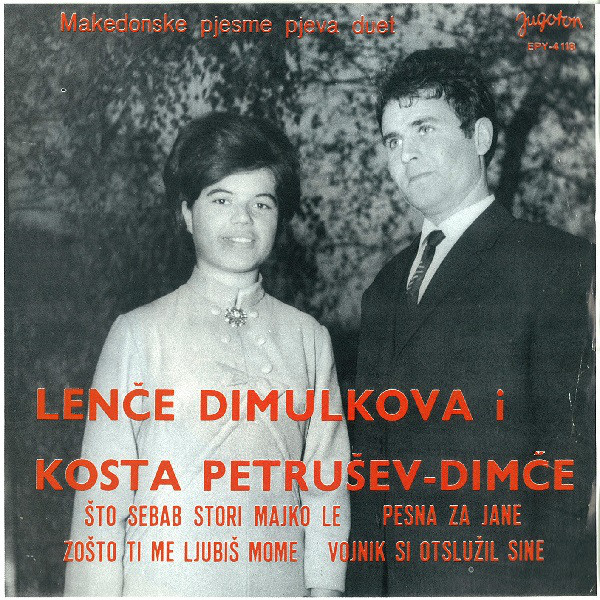 Makedonske pjesme pjeva duet
Jugoton
EPY-4118
LENČE DIMULKOVA i
KOSTA PETRUŠEV-DIMČE
ŠTO SEBAB STORI MAJKO LE PESNA ZA JANE
ZOŠTO TI ME LJUBIŠ MOME VOJNIK SI OTSLUŽIL SINE